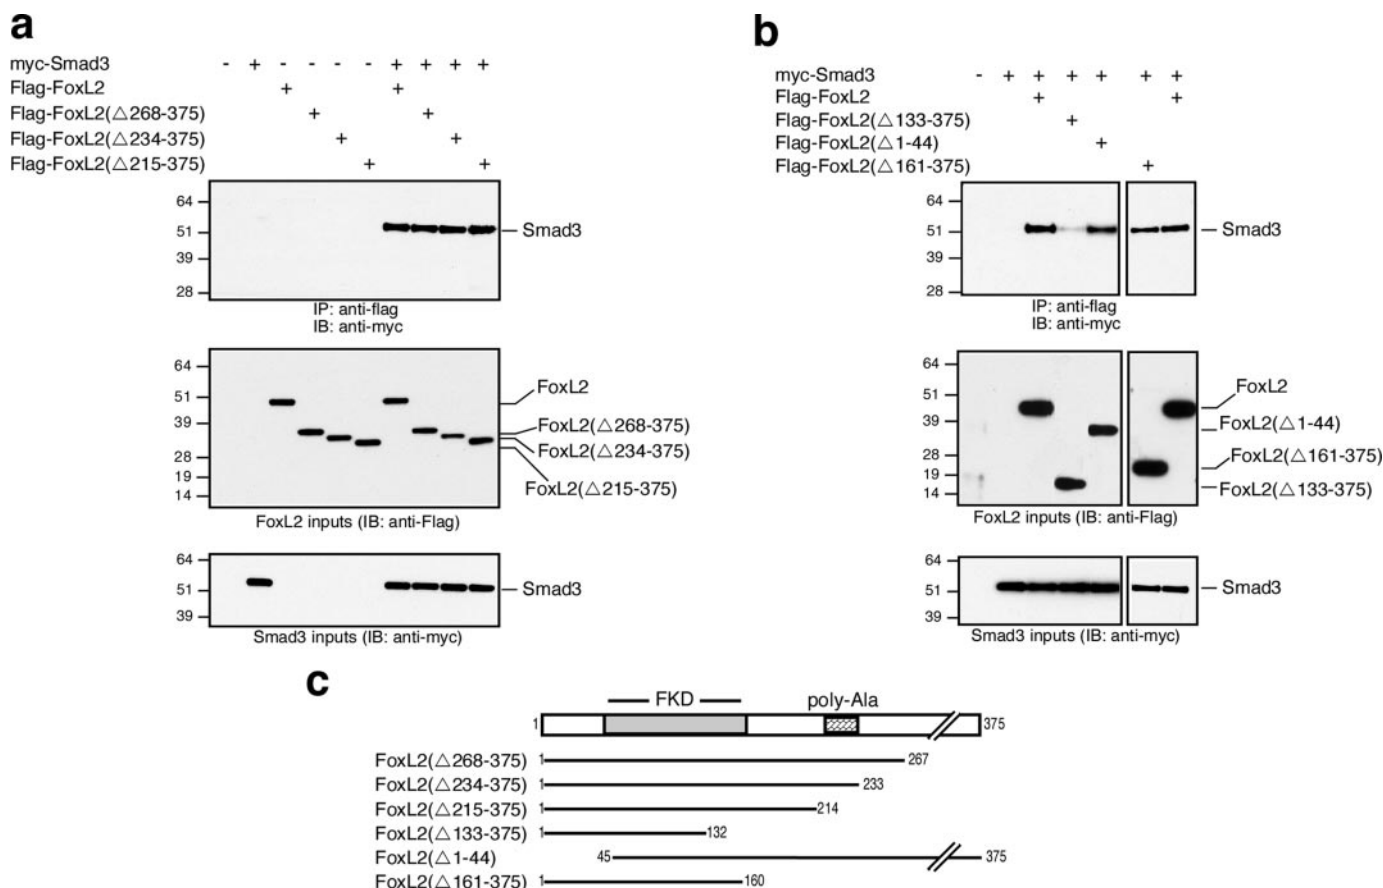 a
myc-Smad3 - + - - - - + + + +
Flag-FoxL2 + +
Flag-FoxL2(△268-375) + +
Flag-FoxL2(△234-375) + +
Flag-FoxL2(△215-375) + +
64
51
39
28
Smad3
IP: anti-flag
IB: anti-myc
64
51
39
28
19
14
FoxL2
FoxL2(△268-375)
FoxL2(△234-375)
FoxL2(△215-375)
FoxL2 inputs (IB: anti-Flag)
64
51
39
Smad3
Smad3 inputs (IB: anti-myc)
b
myc-Smad3 - + + + + + +
Flag-FoxL2 + +
Flag-FoxL2(△133-375) +
Flag-FoxL2(△1-44) +
Flag-FoxL2(△161-375) +
64
51
39
28
Smad3
IP: anti-flag
IB: anti-myc
64
51
39
28
19
14
FoxL2
FoxL2(△1-44)
FoxL2(△161-375)
FoxL2(△133-375)
FoxL2 inputs (IB: anti-Flag)
64
51
39
Smad3
Smad3 inputs (IB: anti-myc)
c
FKD poly-Ala
1 375
FoxL2(△268-375) 1 267
FoxL2(△234-375) 1 233
FoxL2(△215-375) 1 214
FoxL2(△133-375) 1 132
FoxL2(△1-44) 45 375
FoxL2(△161-375) 1 160